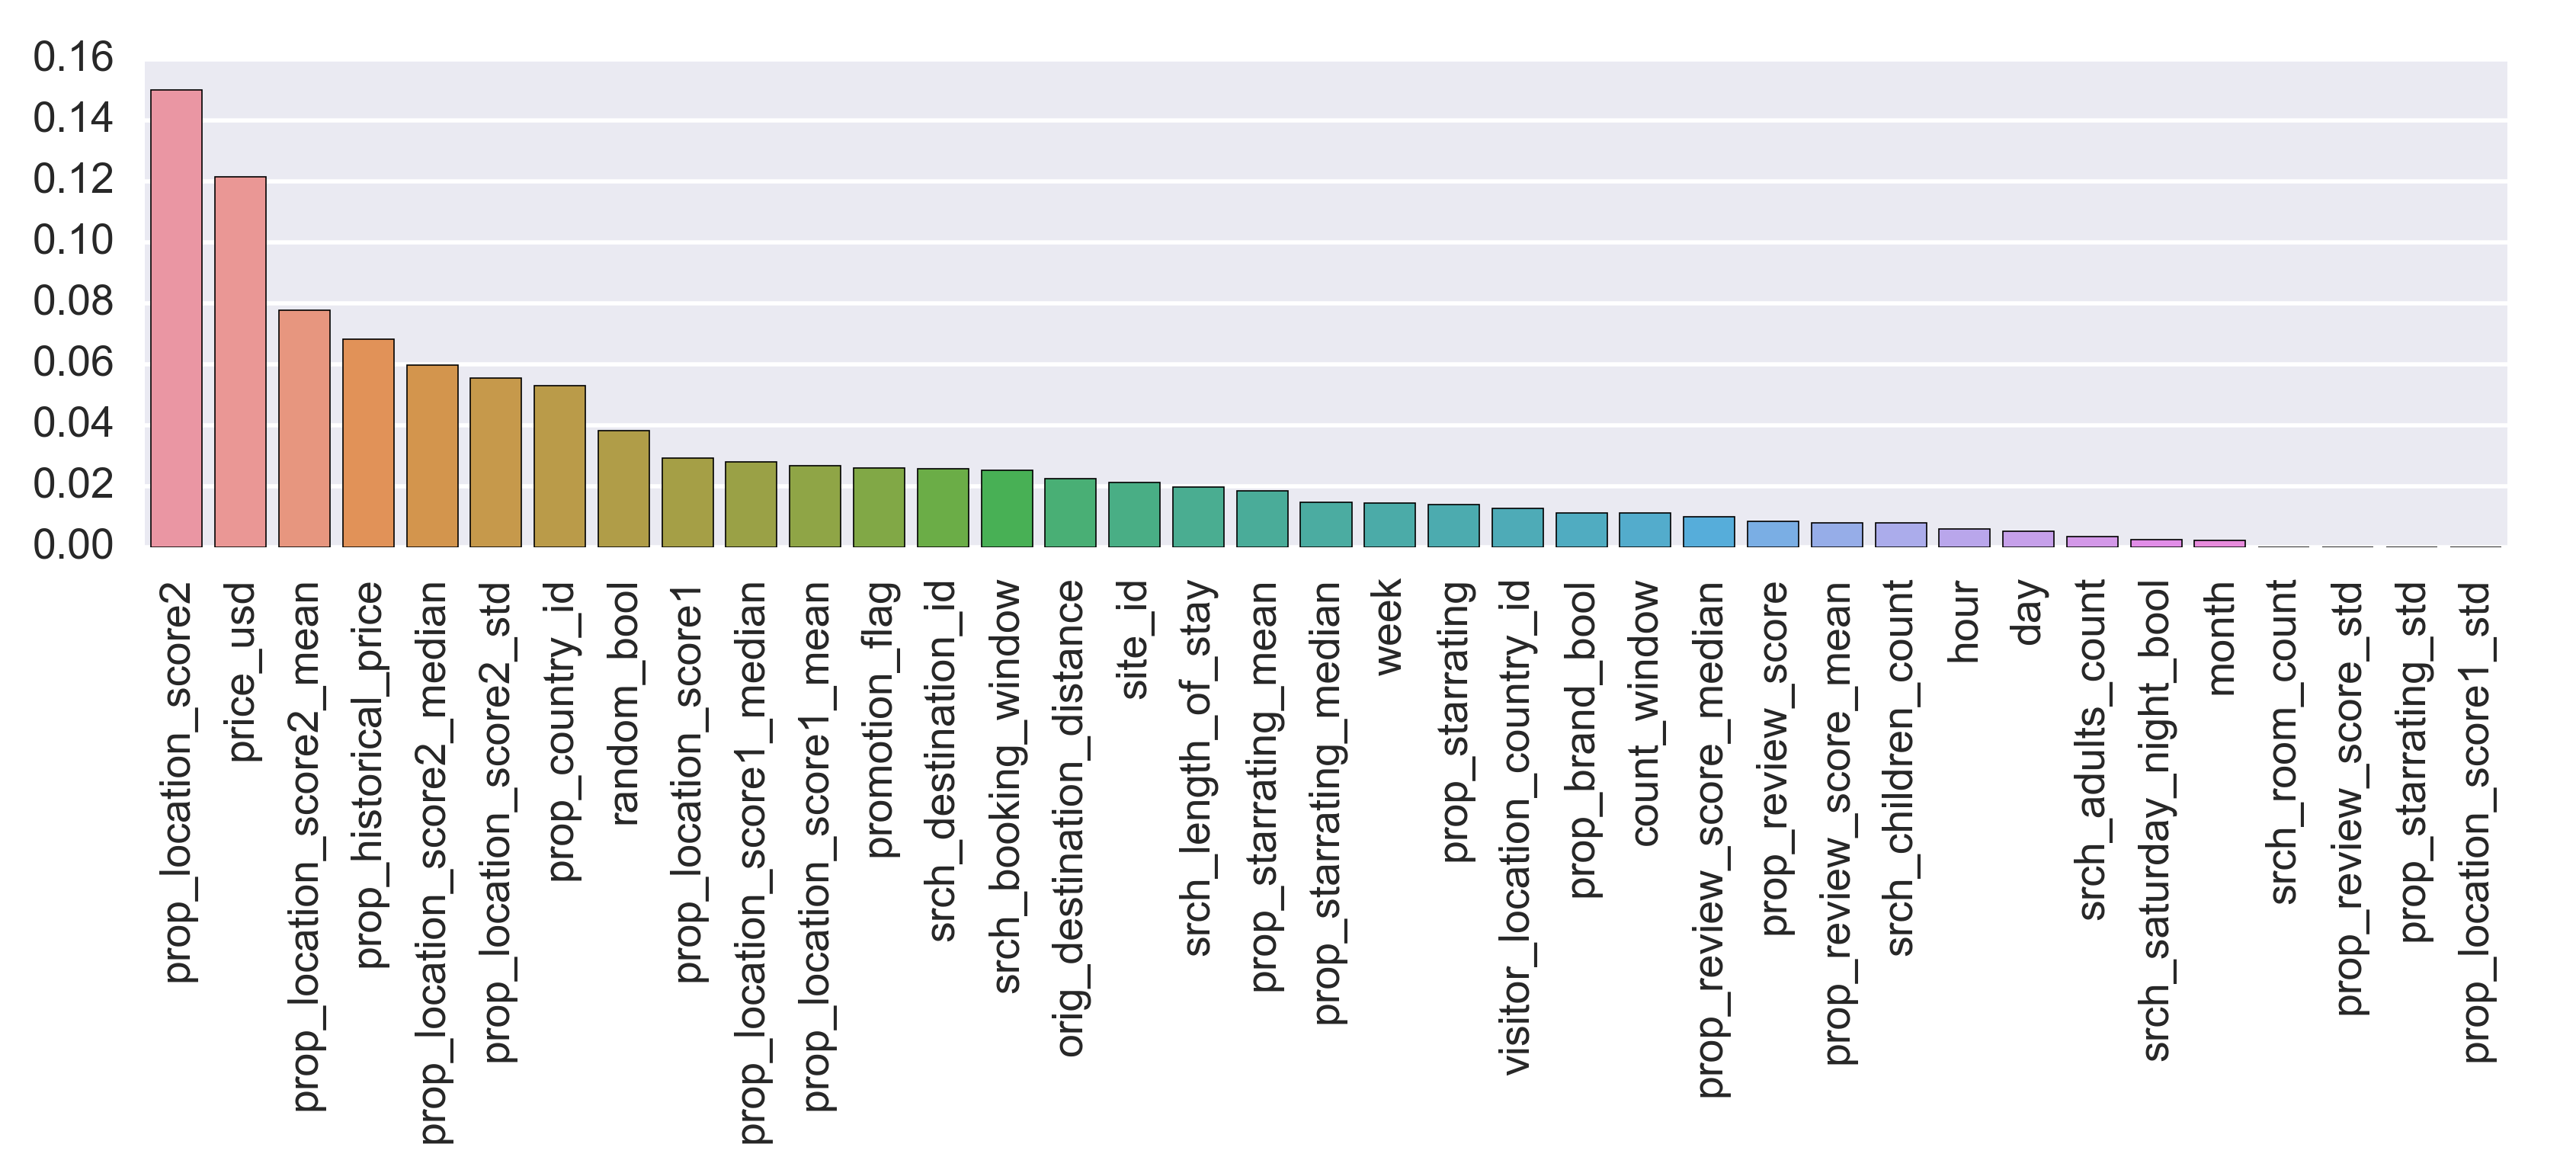 0.16
0.14
0.12
0.10
0.08
0.06
0.04
0.02
0.00
prop_location_score2
price_usd
prop_location_score2_mean
prop_historical_price
prop_location_score2_median
prop_location_score2_std
prop_country_id
random_bool
prop_location_score1
prop_location_score1_median
prop_location_score1_mean
promotion_flag
srch_destination_id
srch_booking_window
orig_destination_distance
site_id
srch_length_of_stay
prop_starrating_mean
prop_starrating_median
week
prop_starrating
visitor_location_country_id
prop_brand_bool
count_window
prop_review_score_median
prop_review_score
prop_review_score_mean
srch_children_count
hour
day
srch_adults_count
srch_saturday_night_bool
month
srch_room_count
prop_review_score_std
prop_starrating_std
prop_location_score1_std